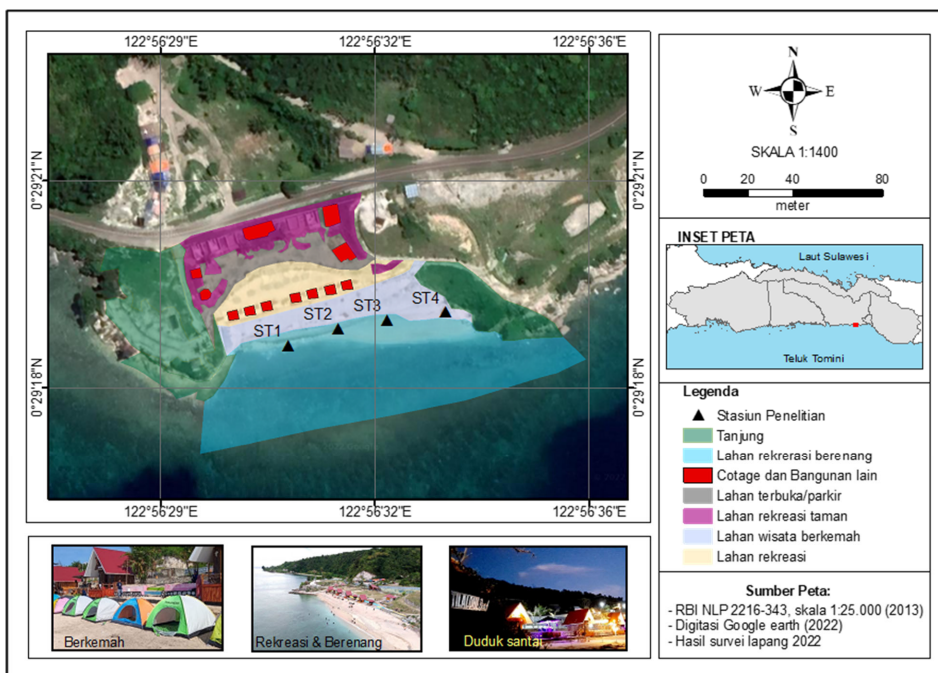 122°56'29"E 122°56'32"E 122°56'36"E
0°29'21"N 0°29'21"N
0°29'18"N 0°29'18"N
ST1 ST2 ST3 ST4
122°56'29"E 122°56'32"E 122°56'36"E
Berkemah
Rekreasi & Berenang
Duduk santai
N
W E
S
SKALA 1:1400
0 20 40 80
meter
INSET PETA
Laut Sulawesi
Teluk Tomini
Legenda
Stasiun Penelitian
Tanjung
Lahan rekrerasi berenang
Cotage dan Bangunan lain
Lahan terbuka/parkir
Lahan rekreasi taman
Lahan wisata berkemah
Lahan rekreasi
Sumber Peta:
- RBI NLP 2216-343, skala 1:25.000 (2013)
- Digitasi Google earth (2022)
- Hasil survei lapang 2022